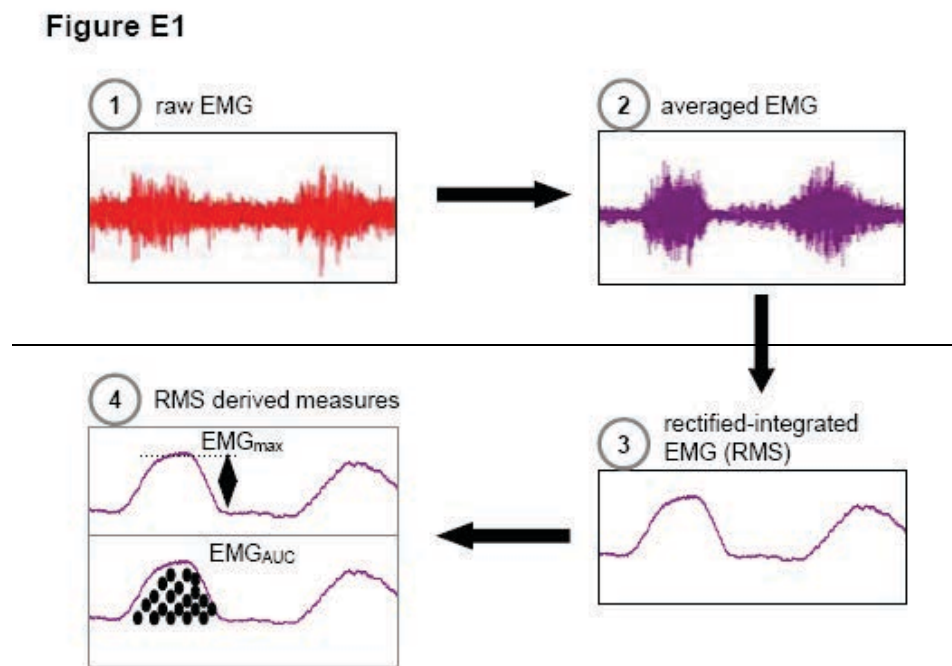 Figure E1
1 raw EMG
2 averaged EMG
4 RMS derived measures
EMGmax
EMGAUC
3 rectified-integrated
EMG (RMS)